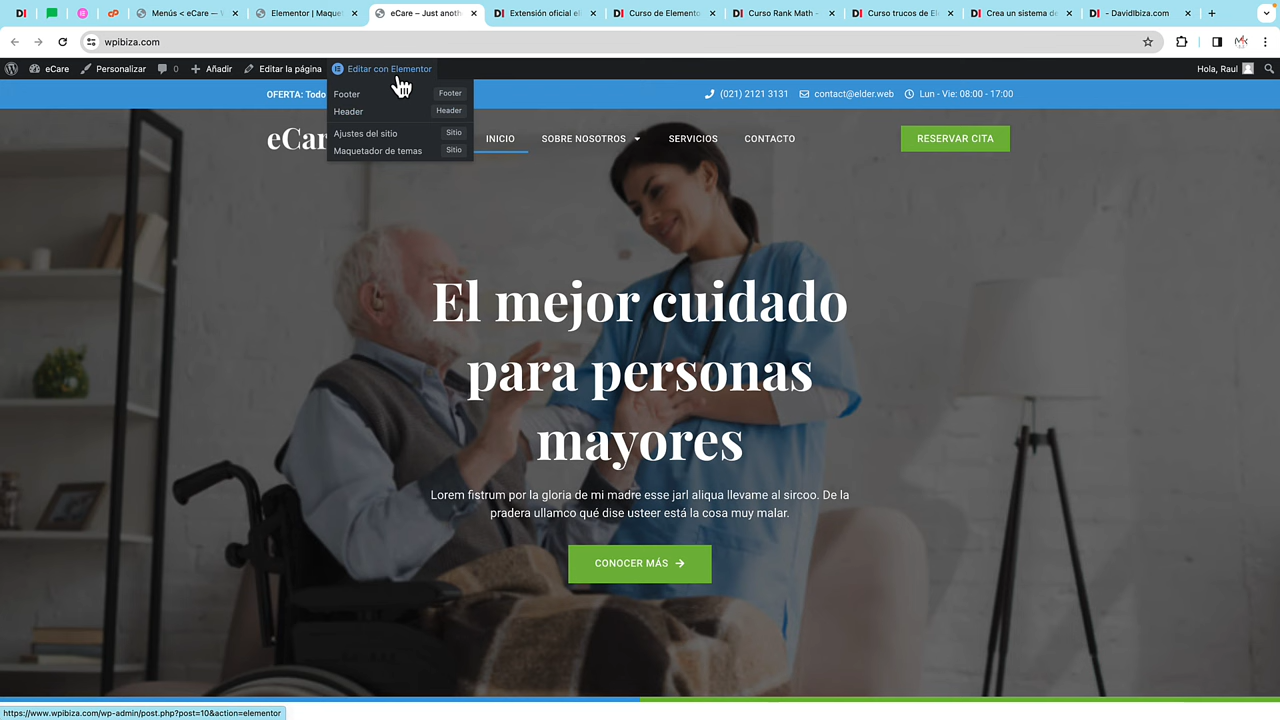 Menús < eCare —
Elementor | Maque
eCare – Just anoth
Extensión oficial el
Curso de Elemento
Curso Rank Math -
Curso trucos de El
Crea un sistema de
- DavidIbiza.com
wpibiza.com
eCare
Personalizar
0
Añadir
Editar la página
Editar con Elementor
Hola, Raul
OFERTA: Todo
Footer Footer
Header Header
Ajustes del sitio Sitio
Maquetador de temas Sitio
(021) 2121 3131
contact@elder.web
Lun - Vie: 08:00 - 17:00
eCar
INICIO
SOBRE NOSOTROS
SERVICIOS
CONTACTO
RESERVAR CITA
El mejor cuidado
para personas
mayores
Lorem fistrum por la gloria de mi madre esse jarl aliqua llevame al sircoo. De la
pradera ullamco qué dise usteer está la cosa muy malar.
CONOCER MÁS
https://www.wpibiza.com/wp-admin/post.php?post=10&action=elementor